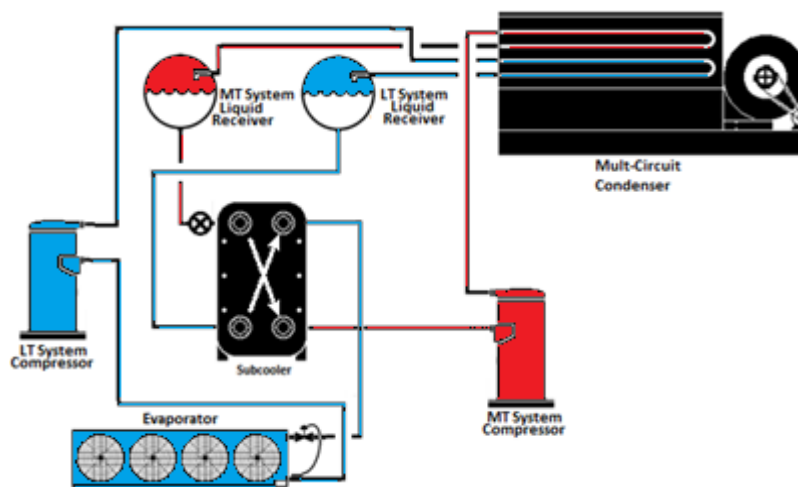 MT System
Liquid
Receiver
LT System
Liquid
Receiver
Mult-Circuit
Condenser
LT System
Compressor
Subcooler
Evaporator
MT System
Compressor